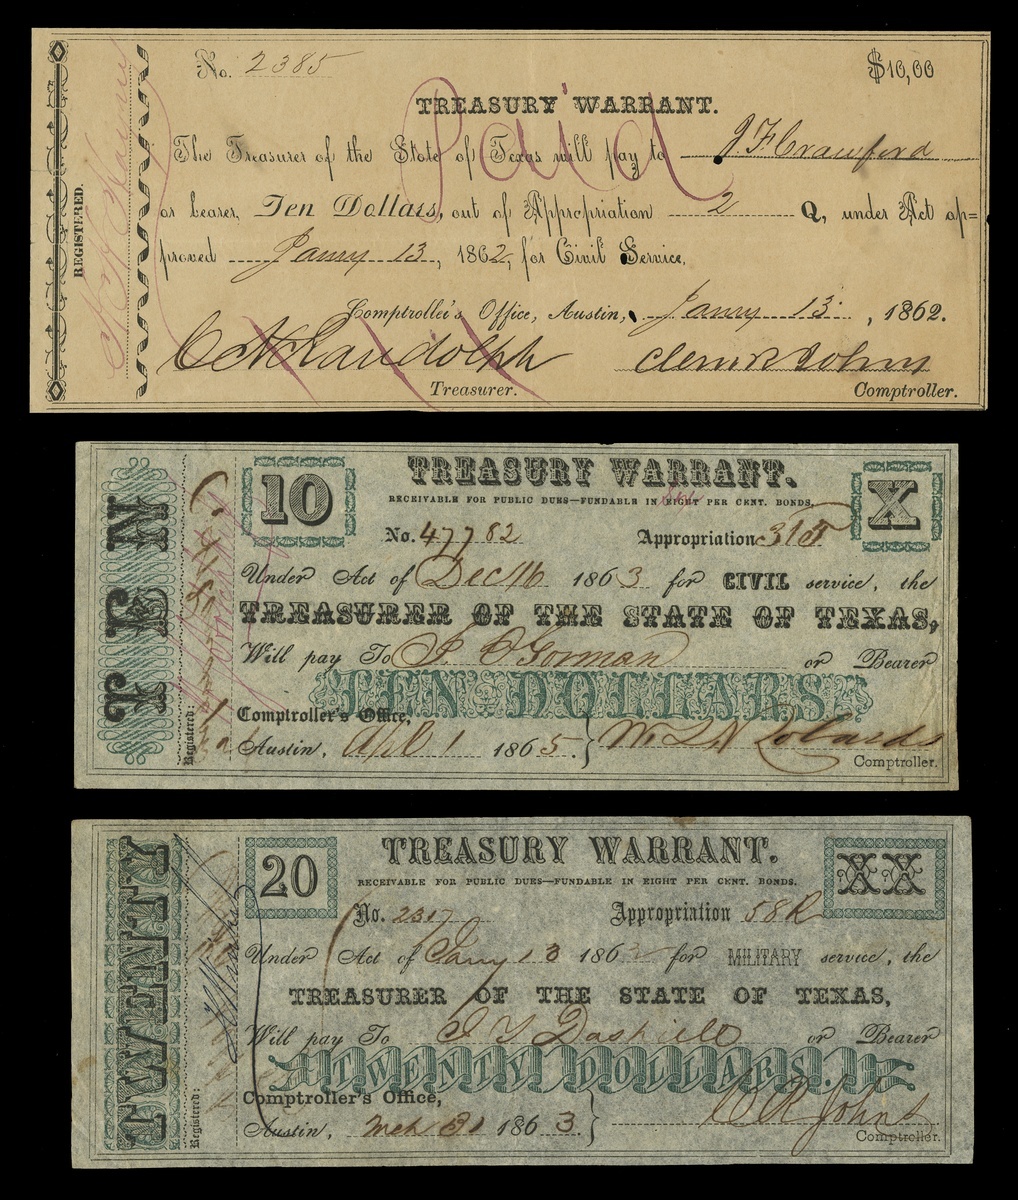 No. 2385
$10,00
TREASURY WARRANT.
Paid
The Treasurer of the State of Texas will pay to J F Crawford
or bearer, Ten Dollars, out of Appropriation 2 Q, under Act ap=
proved Jany 13, 1862, for Civil Service,
Comptroller's Office, Austin, Jany 13, 1862.
C H Randolph
Treasurer.
Clem R Johns
Comptroller.
REGISTERED.
TEN
10
TREASURY WARRANT.
X
RECEIVABLE FOR PUBLIC DUES—FUNDABLE IN EIGHT PER CENT. BONDS.
No. 47782
Appropriation 315
Under Act of Dec 16 1863 for CIVIL service, the
TREASURER OF THE STATE OF TEXAS,
Will pay To P O Gorman or Bearer
TEN DOLLARS
Comptroller's Office,
Austin, Apl 1 1865.
Comptroller.
Registered:
TWENTY
20
TREASURY WARRANT.
XX
RECEIVABLE FOR PUBLIC DUES—FUNDABLE IN EIGHT PER CENT. BONDS.
No. 2317
Appropriation 58R
Under Act of Jany 13 1862 for MILITARY service, the
TREASURER OF THE STATE OF TEXAS,
Will pay To J Y Dashiell or Bearer
TWENTY DOLLARS.
Comptroller's Office,
Austin, Mch 31 1863.
C R Johns
Comptroller.
Registered: